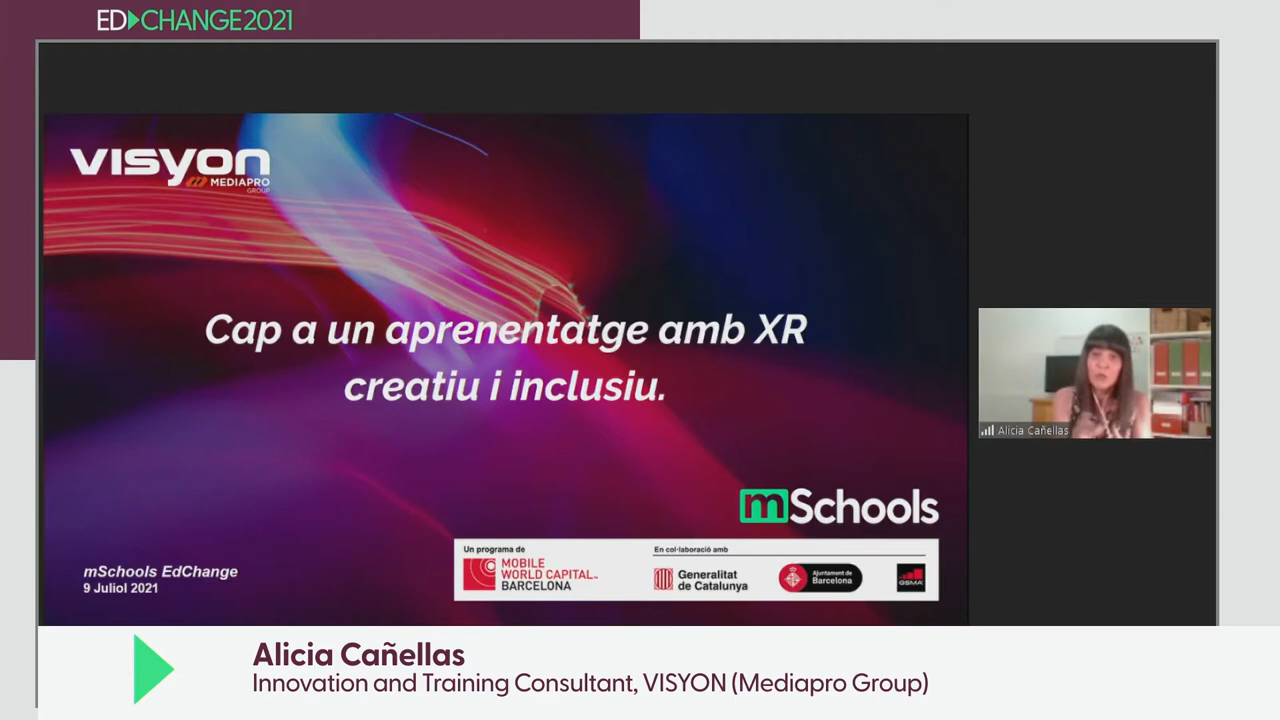 ED▶CHANGE2021
VISYON
MEDIAPRO
GROUP
Cap a un aprenentatge amb XR
creatiu i inclusiu.
Alicia Cañellas
mSchools
Un programa de
MOBILE
WORLD CAPITAL™
BARCELONA
En col·laboració amb
Generalitat
de Catalunya
Ajuntament de
Barcelona
GSMA
mSchools EdChange
9 Juliol 2021
Alicia Cañellas
Innovation and Training Consultant, VISYON (Mediapro Group)